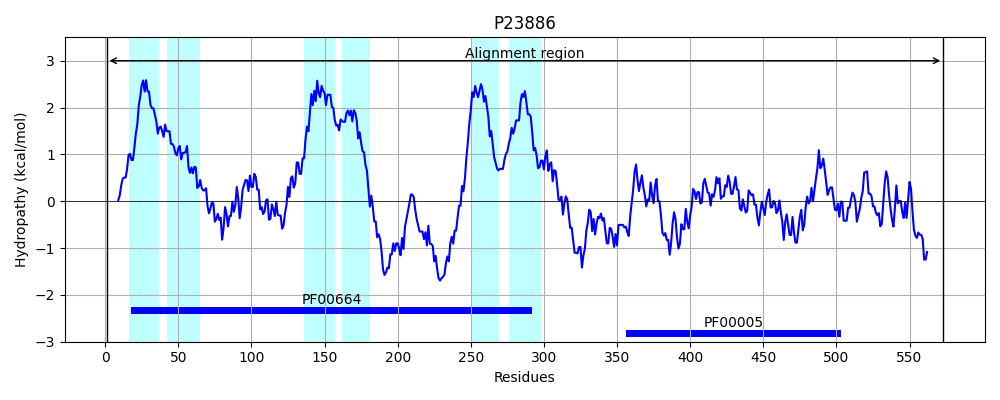 P23886
Alignment region
3
2
1
0
−1
−2
−3
Hydropathy (kcal/mol)
PF00664
PF00005
0 50 100 150 200 250 300 350 400 450 500 550
Residues